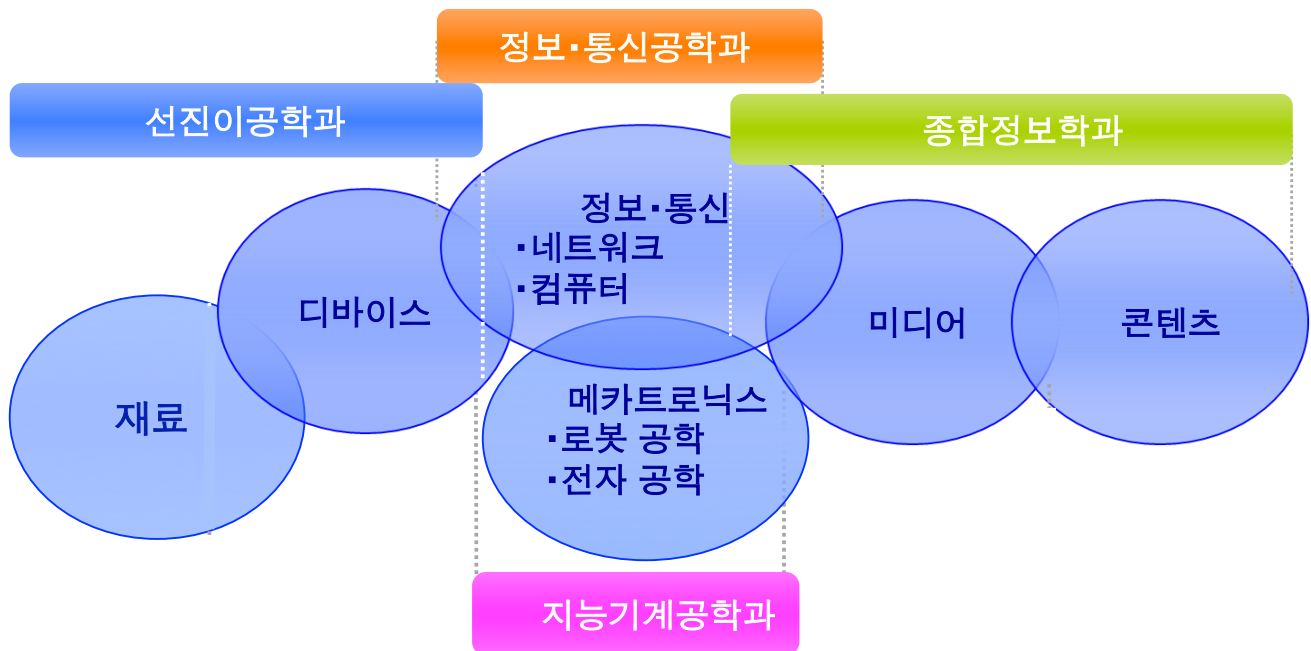 정보·통신공학과
선진이공학과
종합정보학과
정보·통신
·네트워크
·컴퓨터
디바이스
미디어
콘텐츠
재료
메카트로닉스
·로봇 공학
·전자 공학
지능기계공학과